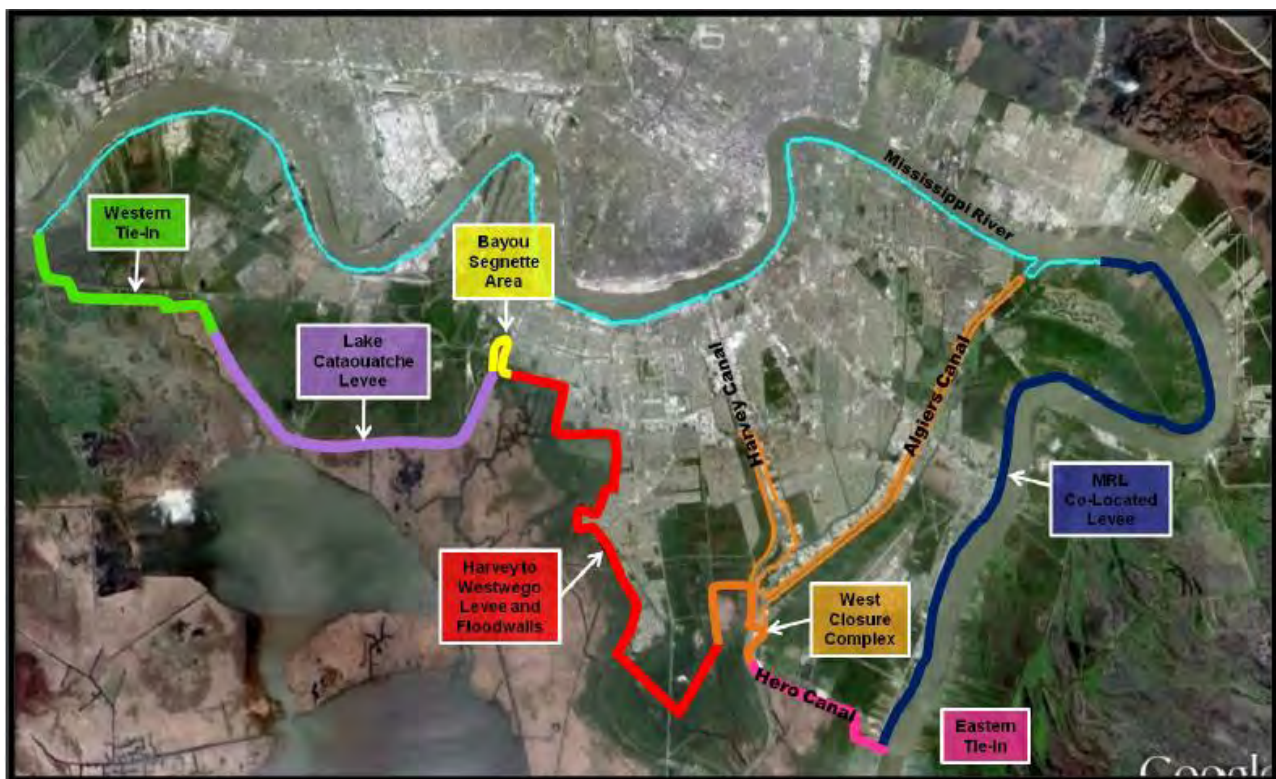 Western
Tie-In
Bayou
Segnette
Area
Mississippi River
Lake
Cataouatche
Levee
Harvey Canal
Algiers Canal
MRL
Co-Located
Levee
Harvey to
Westwego
Levee and
Floodwalls
West
Closure
Complex
Hero Canal
Eastern
Tie-In
Google